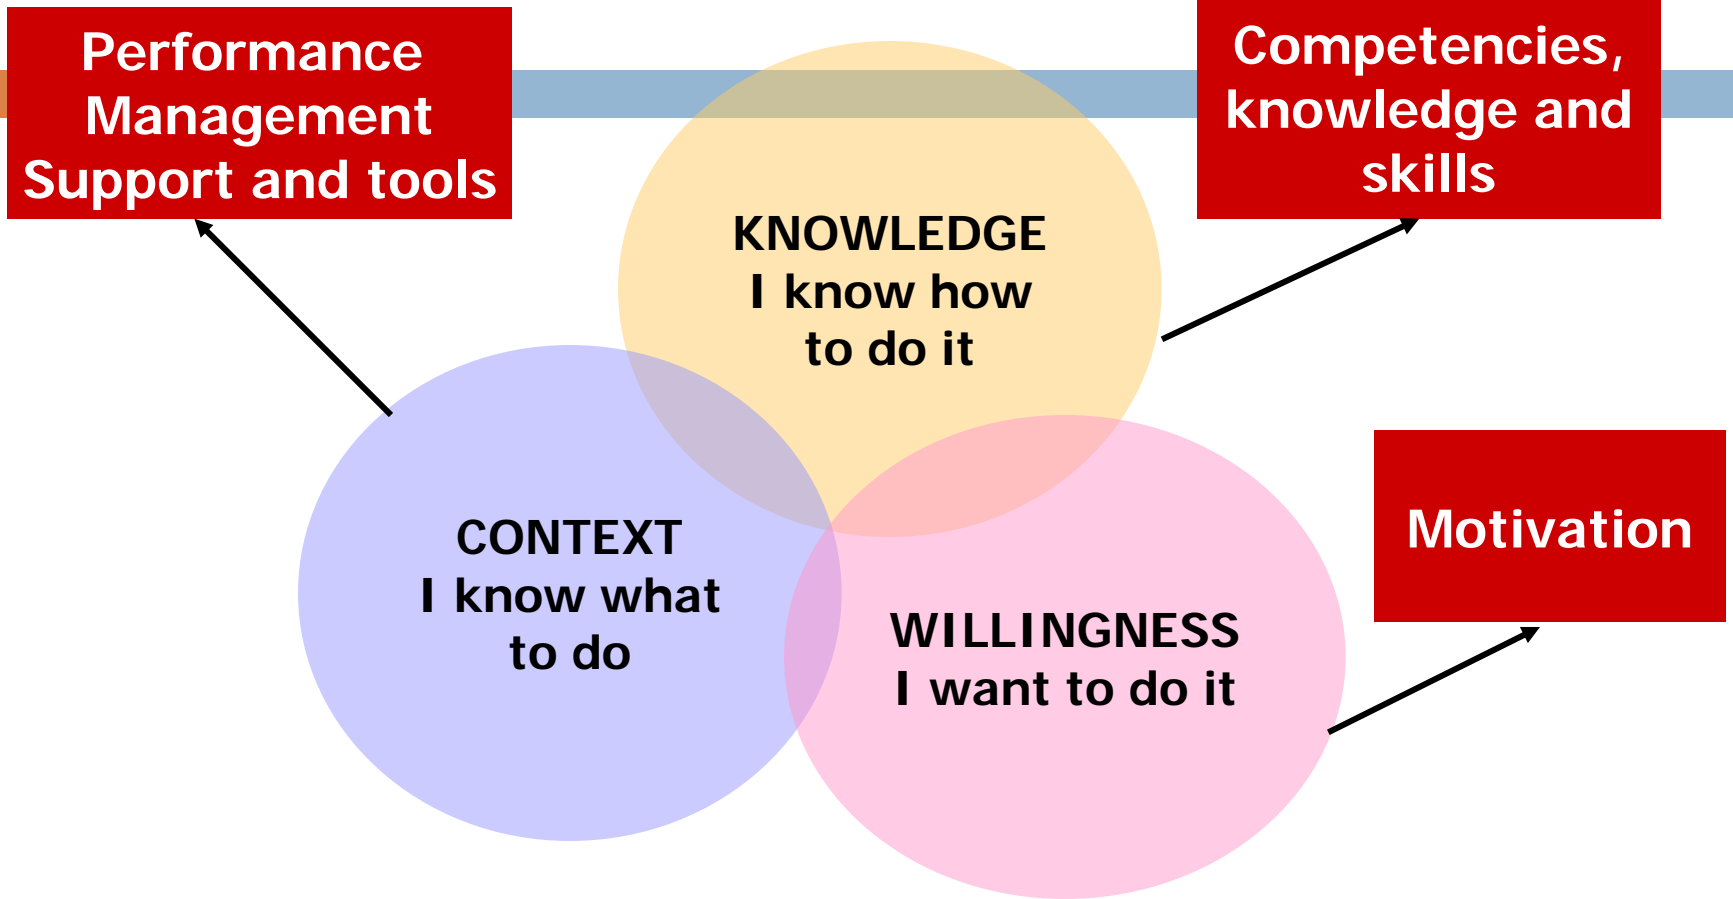 Performance
Management
Support and tools
Competencies,
knowledge and
skills
KNOWLEDGE
I know how
to do it
CONTEXT
I know what
to do
WILLINGNESS
I want to do it
Motivation